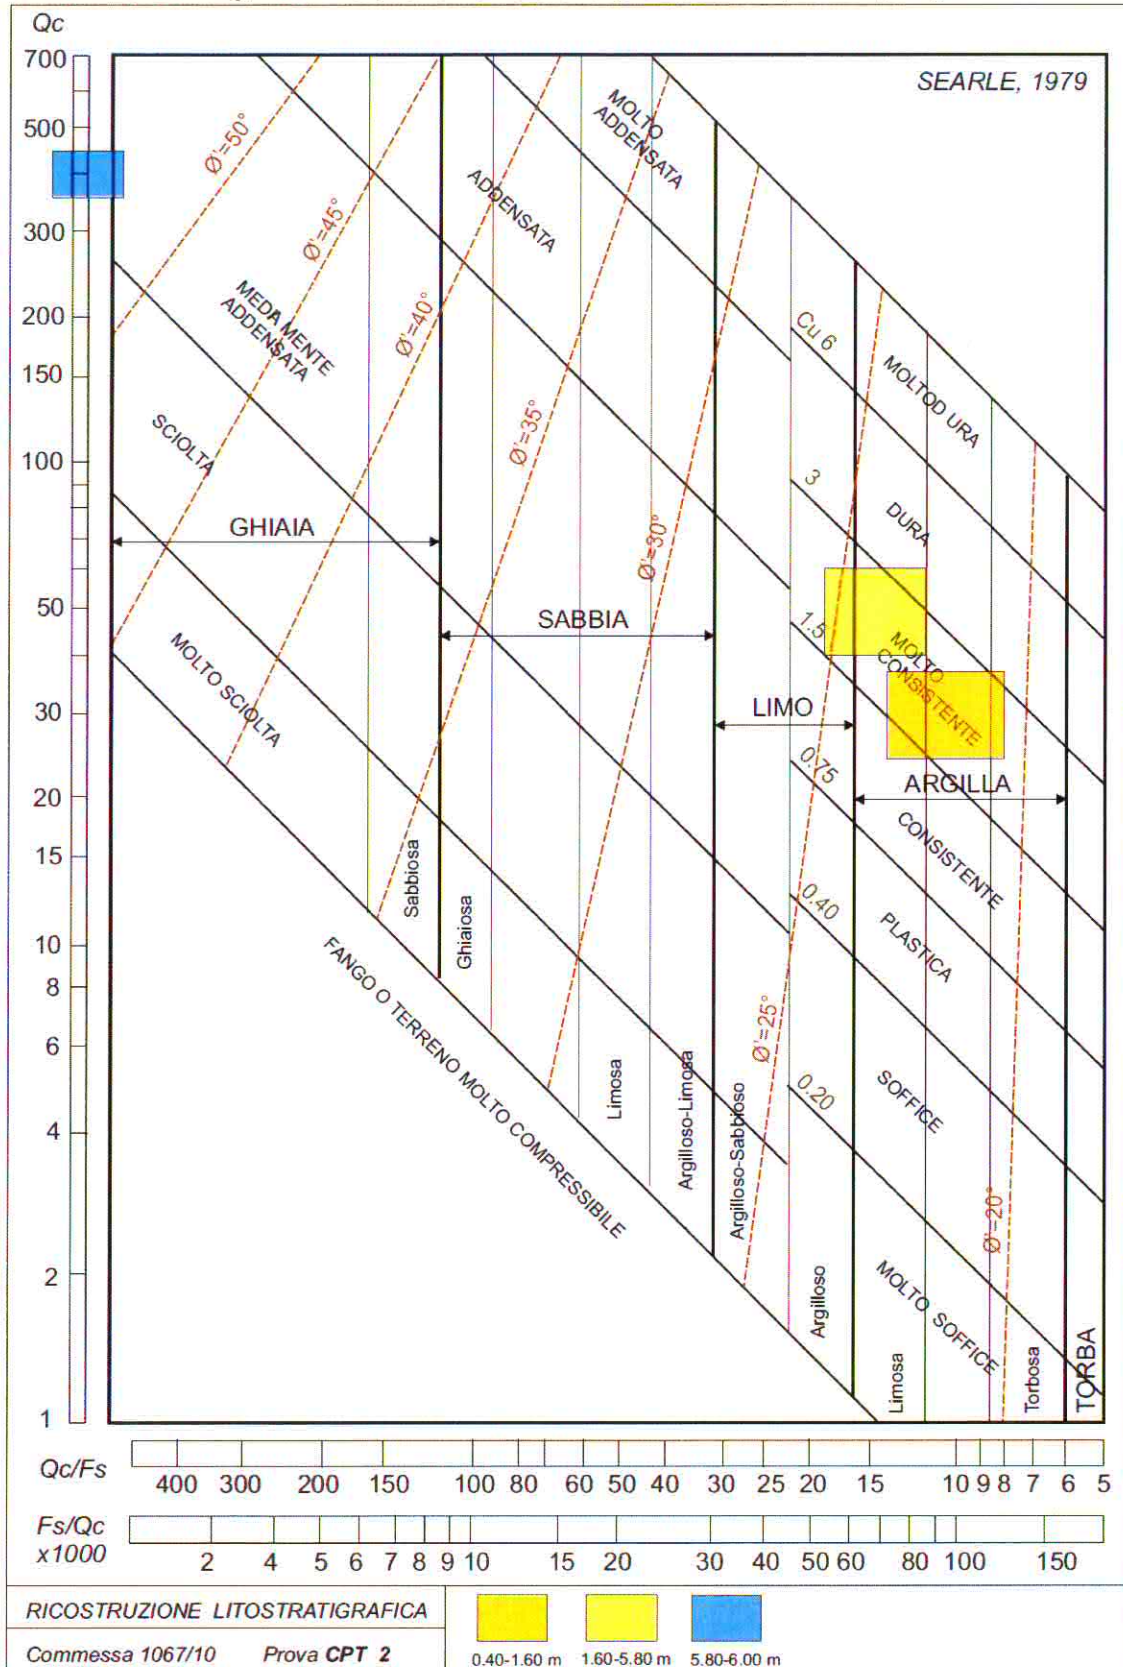 Qc
SEARLE, 1979
700
500
300
200
150
100
50
30
20
15
10
8
6
4
2
1
Ø'=50°
Ø'=45°
Ø'=40°
Ø'=35°
Ø'=30°
Ø'=25°
Ø'=20°
MOLTO
ADDENSATA
ADDENSATA
MEDA MENTE
ADDENSATA
SCIOLTA
MOLTO SCIOLTA
GHIAIA
SABBIA
LIMO
ARGILLA
TORBA
Cu 6
3
1.5
0.75
0.40
0.20
MOLTOD URA
DURA
MOLTO
CONSISTENTE
CONSISTENTE
PLASTICA
SOFFICE
MOLTO SOFFICE
FANGO O TERRENO MOLTO COMPRESSIBILE
Sabbiosa
Ghiaiosa
Limosa
Argilloso-Limosa
Argilloso-Sabbioso
Argilloso
Limosa
Torbosa
Qc/Fs
400 300 200 150 100 80 60 50 40 30 25 20 15 10 9 8 7 6 5
Fs/Qc
x1000
2 4 5 6 7 8 9 10 15 20 30 40 50 60 80 100 150
RICOSTRUZIONE LITOSTRATIGRAFICA
Commessa 1067/10 Prova CPT 2
0.40-1.60 m 1.60-5.80 m 5.80-6.00 m